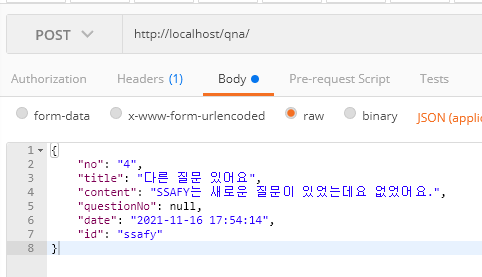 POST http://localhost/qna/
Authorization Headers (1) Body Pre-request Script Tests
form-data x-www-form-urlencoded raw binary JSON (applic
1 {
2 "no": "4",
3 "title": "다른 질문 있어요",
4 "content": "SSAFY는 새로운 질문이 있었는데요 없었어요.",
5 "questionNo": null,
6 "date": "2021-11-16 17:54:14",
7 "id": "ssafy"
8 }